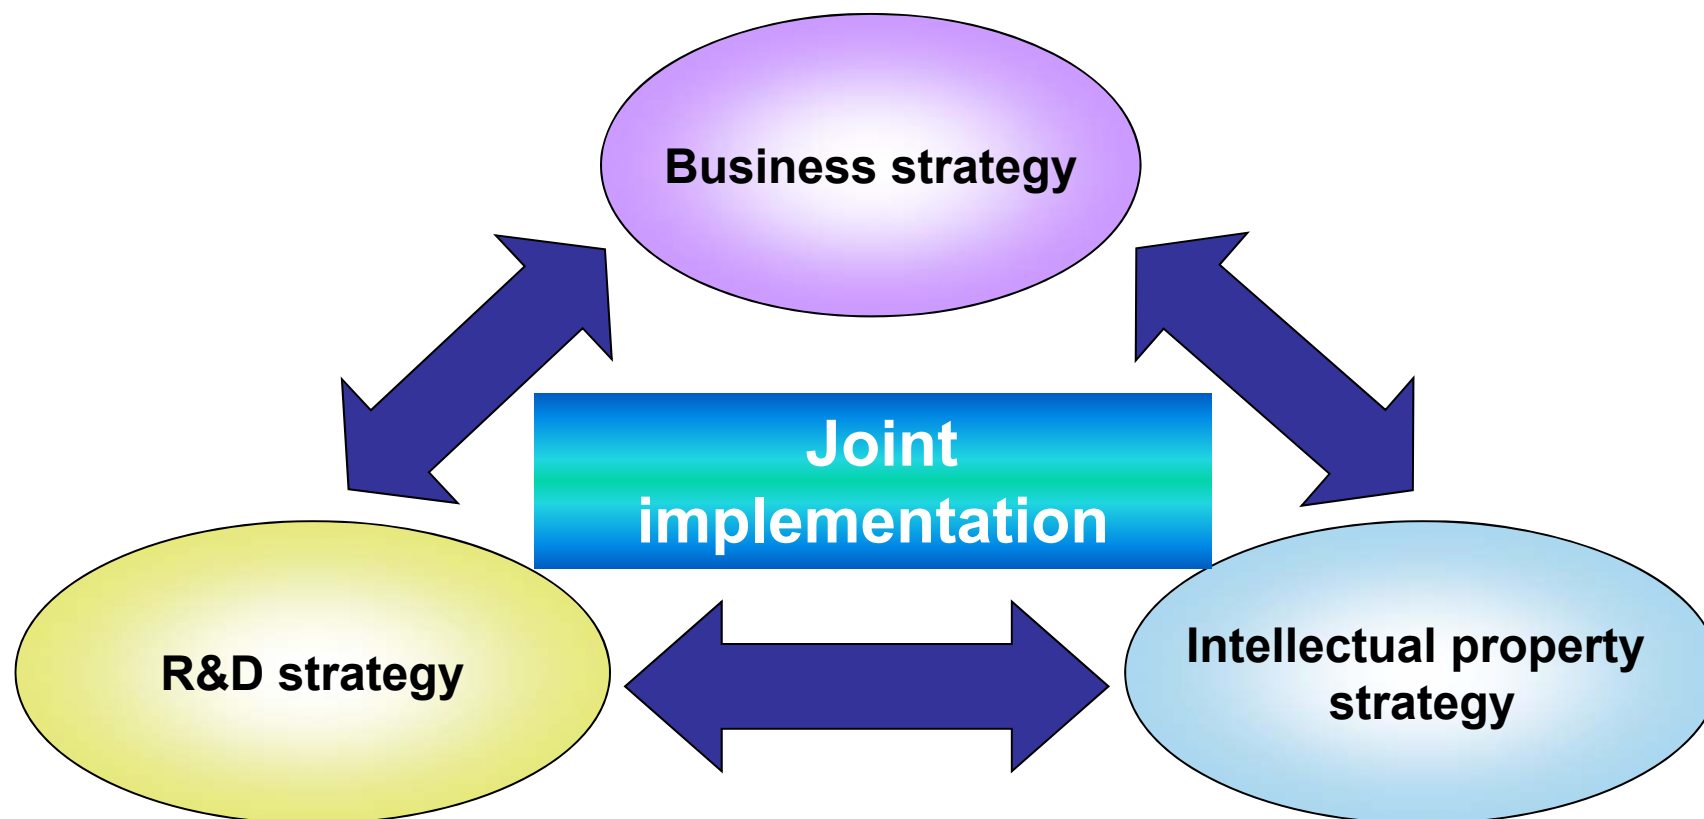 Business strategy
Joint
implementation
R&D strategy
Intellectual property
strategy